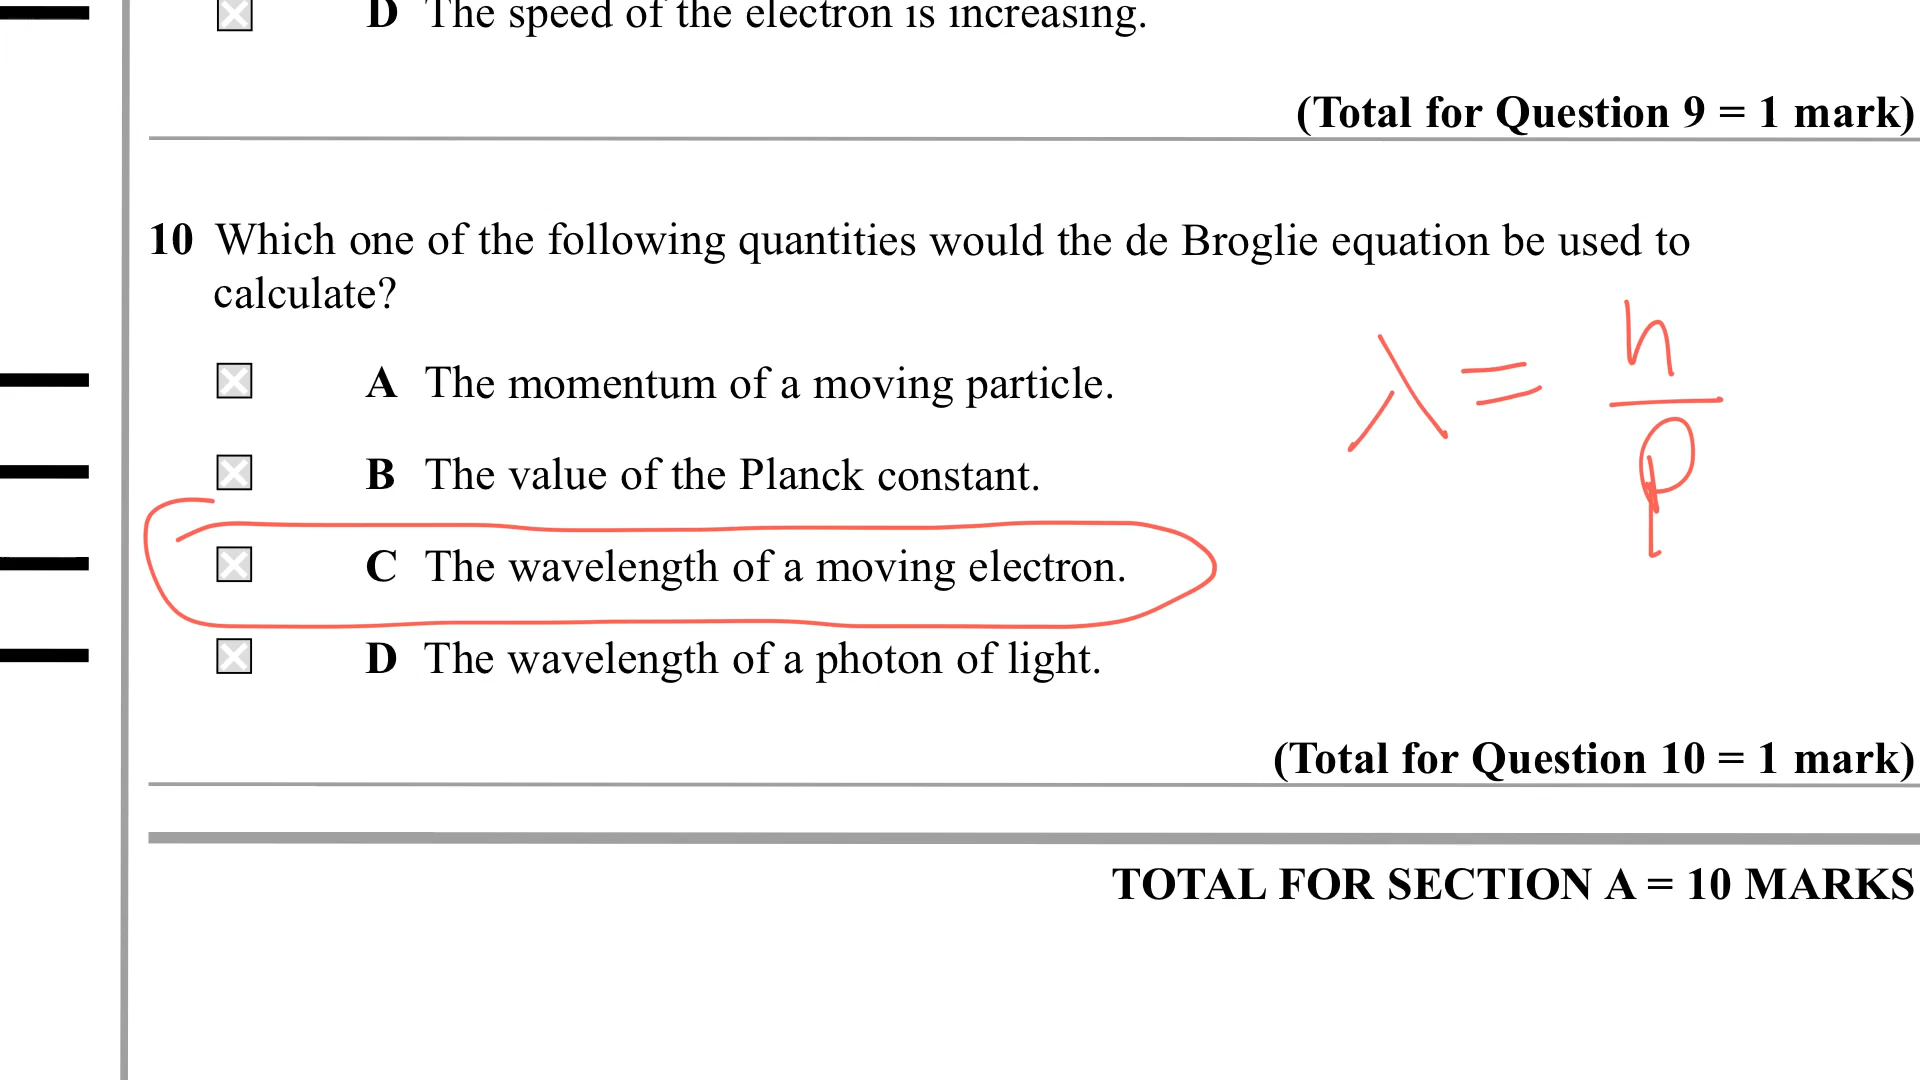 D The speed of the electron is increasing.
(Total for Question 9 = 1 mark)
10 Which one of the following quantities would the de Broglie equation be used to
calculate?
A The momentum of a moving particle.
B The value of the Planck constant.
C The wavelength of a moving electron.
D The wavelength of a photon of light.
λ = h/p
(Total for Question 10 = 1 mark)
TOTAL FOR SECTION A = 10 MARKS